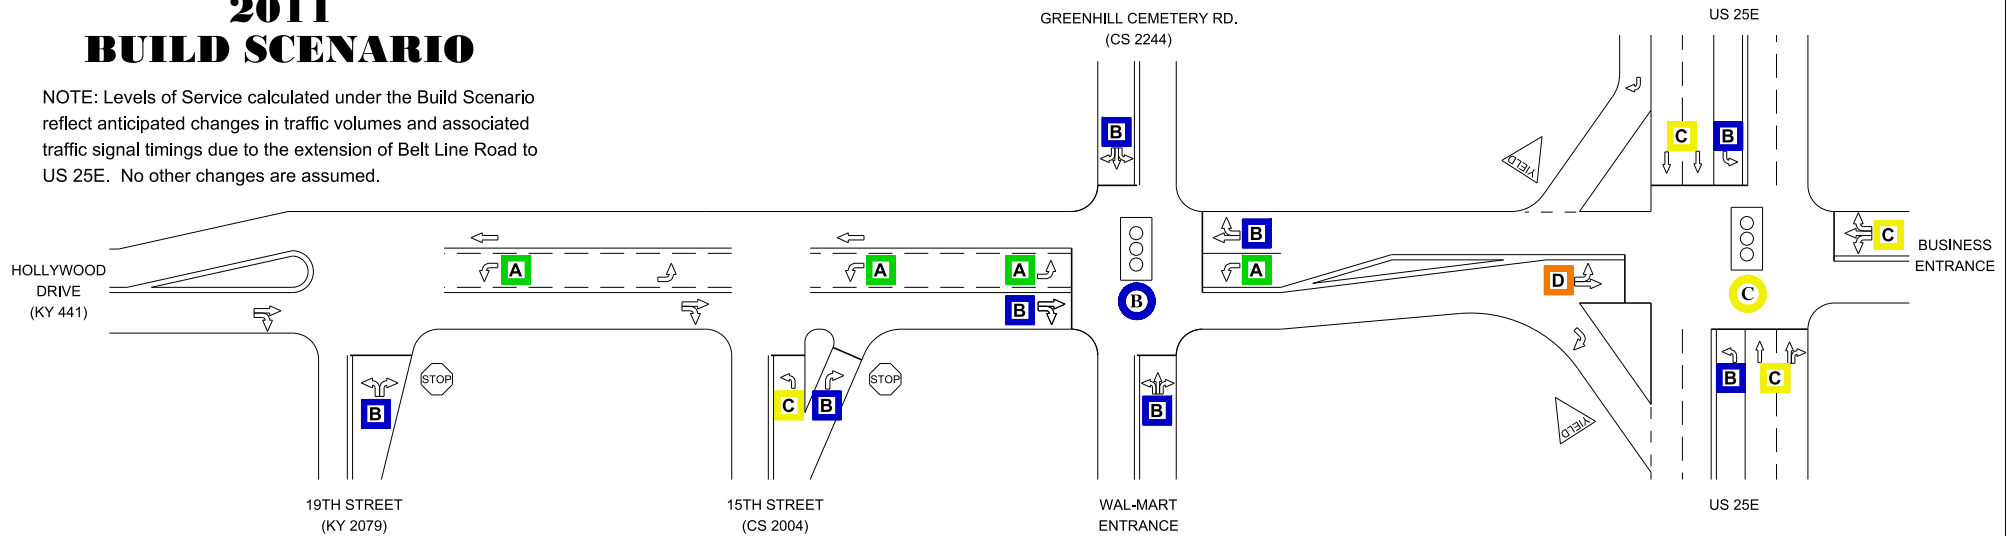 2011
BUILD SCENARIO
NOTE: Levels of Service calculated under the Build Scenario
reflect anticipated changes in traffic volumes and associated
traffic signal timings due to the extension of Belt Line Road to
US 25E. No other changes are assumed.
GREENHILL CEMETERY RD.
(CS 2244)
US 25E
B
C
B
YIELD
B
A
A
A
A
B
B
D
C
C
BUSINESS
ENTRANCE
HOLLYWOOD
DRIVE
(KY 441)
STOP
B
STOP
C
B
B
B
C
YIELD
19TH STREET
(KY 2079)
15TH STREET
(CS 2004)
WAL-MART
ENTRANCE
US 25E